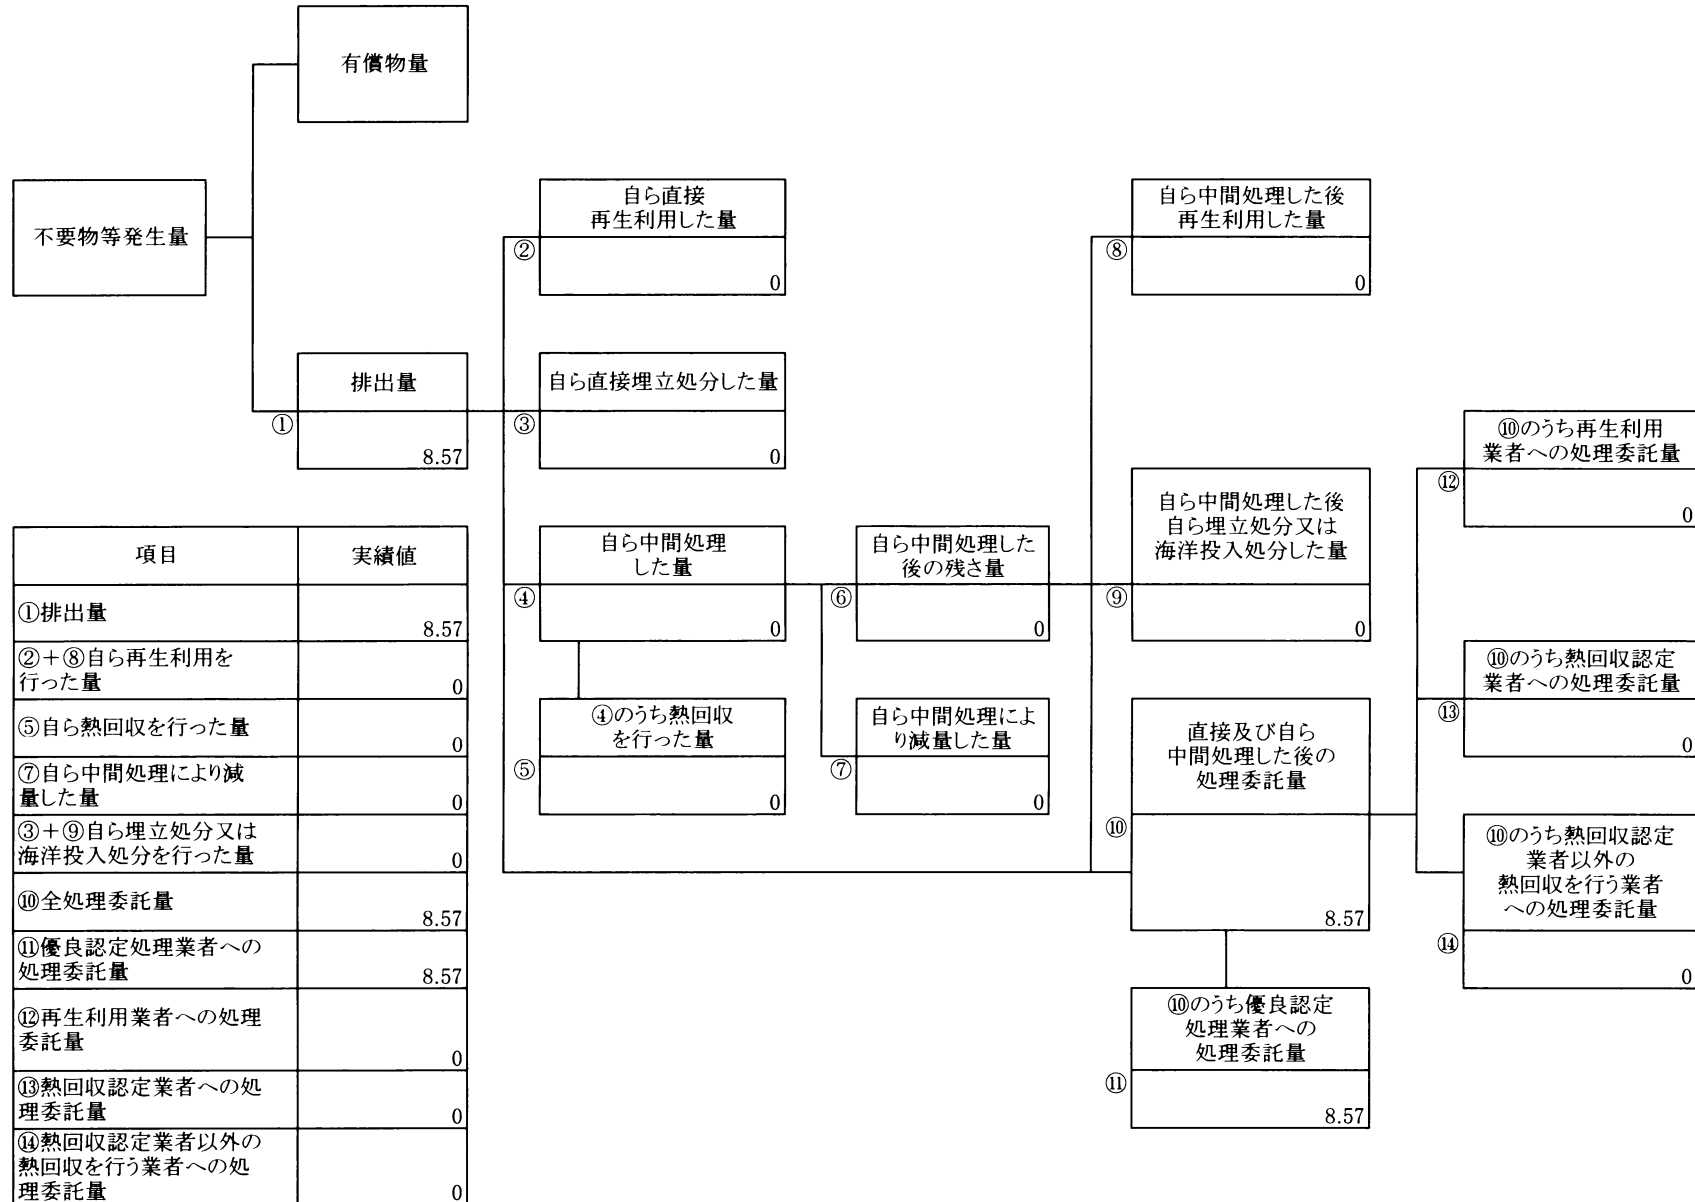 有償物量
不要物等発生量
自ら直接
再生利用した量
②
0
自ら中間処理した後
再生利用した量
⑧
0
排出量
①
8.57
自ら直接埋立処分した量
③
0
⑩のうち再生利用
業者への処理委託量
⑫
0
自ら中間処理
した量
④
0
自ら中間処理した
後の残さ量
⑥
0
自ら中間処理した後
自ら埋立処分又は
海洋投入処分した量
⑨
0
⑩のうち熱回収認定
業者への処理委託量
⑬
0
④のうち熱回収
を行った量
⑤
0
自ら中間処理によ
り減量した量
⑦
0
直接及び自ら
中間処理した後の
処理委託量
⑩
8.57
⑩のうち熱回収認定
業者以外の
熱回収を行う業者
への処理委託量
⑭
0
⑩のうち優良認定
処理業者への
処理委託量
⑪
8.57
項目 実績値
①排出量
8.57
②+⑧自ら再生利用を
行った量 0
⑤自ら熱回収を行った量
0
⑦自ら中間処理により減
量した量 0
③+⑨自ら埋立処分又は
海洋投入処分を行った量 0
⑩全処理委託量
8.57
⑪優良認定処理業者への
処理委託量 8.57
⑫再生利用業者への処理
委託量
0
⑬熱回収認定業者への処
理委託量 0
⑭熱回収認定業者以外の
熱回収を行う業者への処
理委託量 0